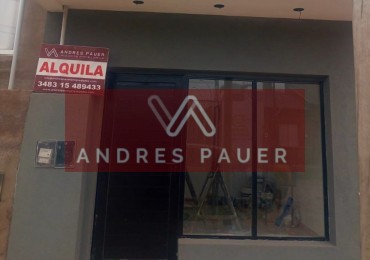 ANDRES PAUER
ALQUILA
3483 15 489433
ANDRES PAUER